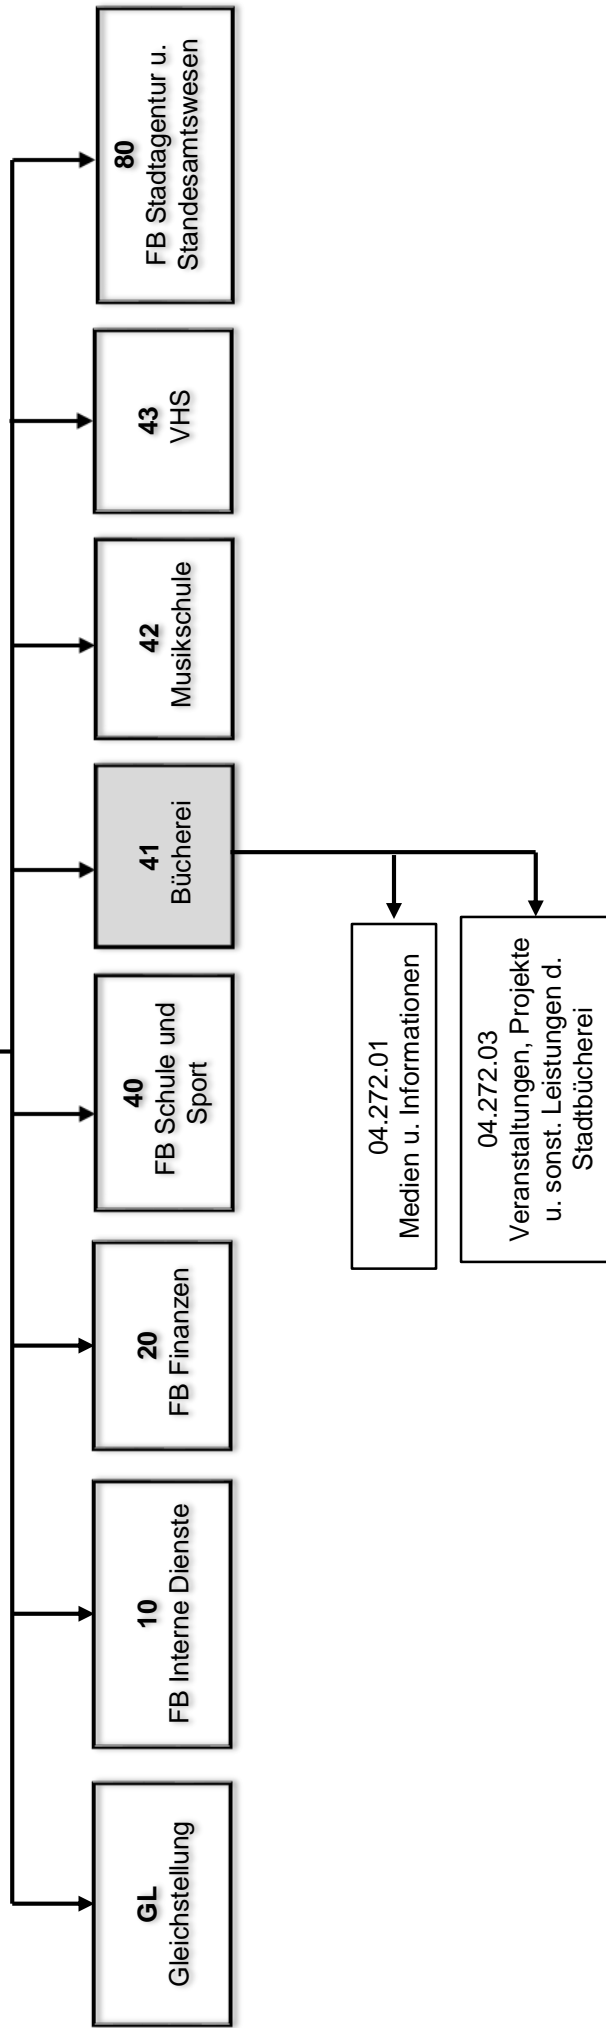 GL
Gleichstellung
10
FB Interne Dienste
20
FB Finanzen
40
FB Schule und
Sport
41
Bücherei
42
Musikschule
43
VHS
80
FB Stadtagentur u.
Standesamtswesen
04.272.01
Medien u. Informationen
04.272.03
Veranstaltungen, Projekte
u. sonst. Leistungen d.
Stadtbücherei